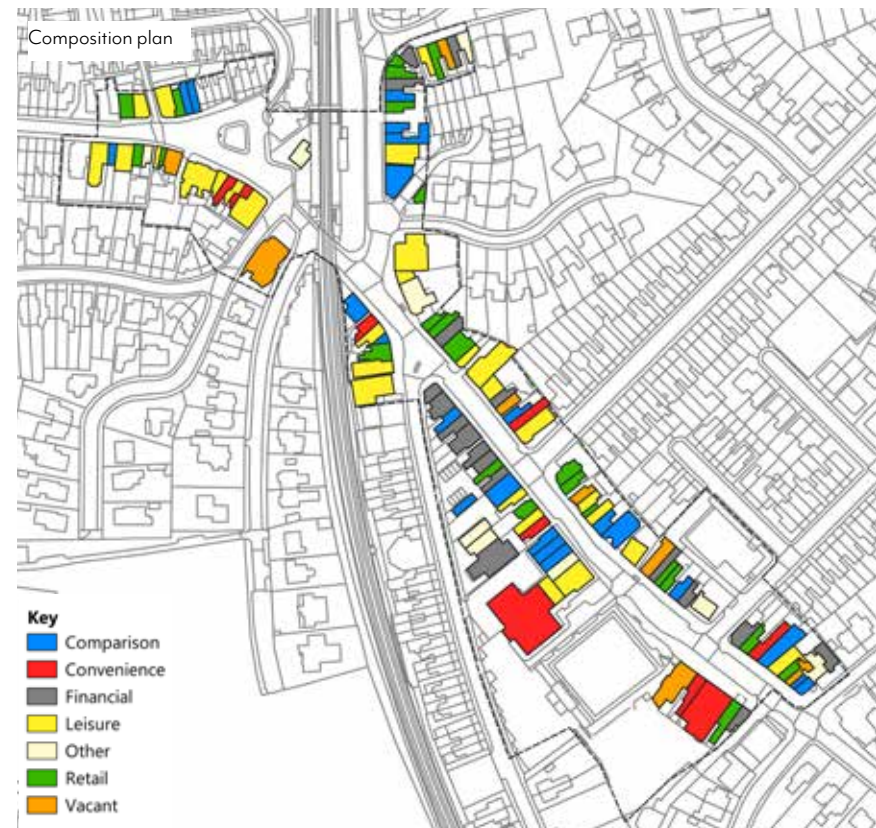 Composition plan
Key
Comparison
Convenience
Financial
Leisure
Other
Retail
Vacant